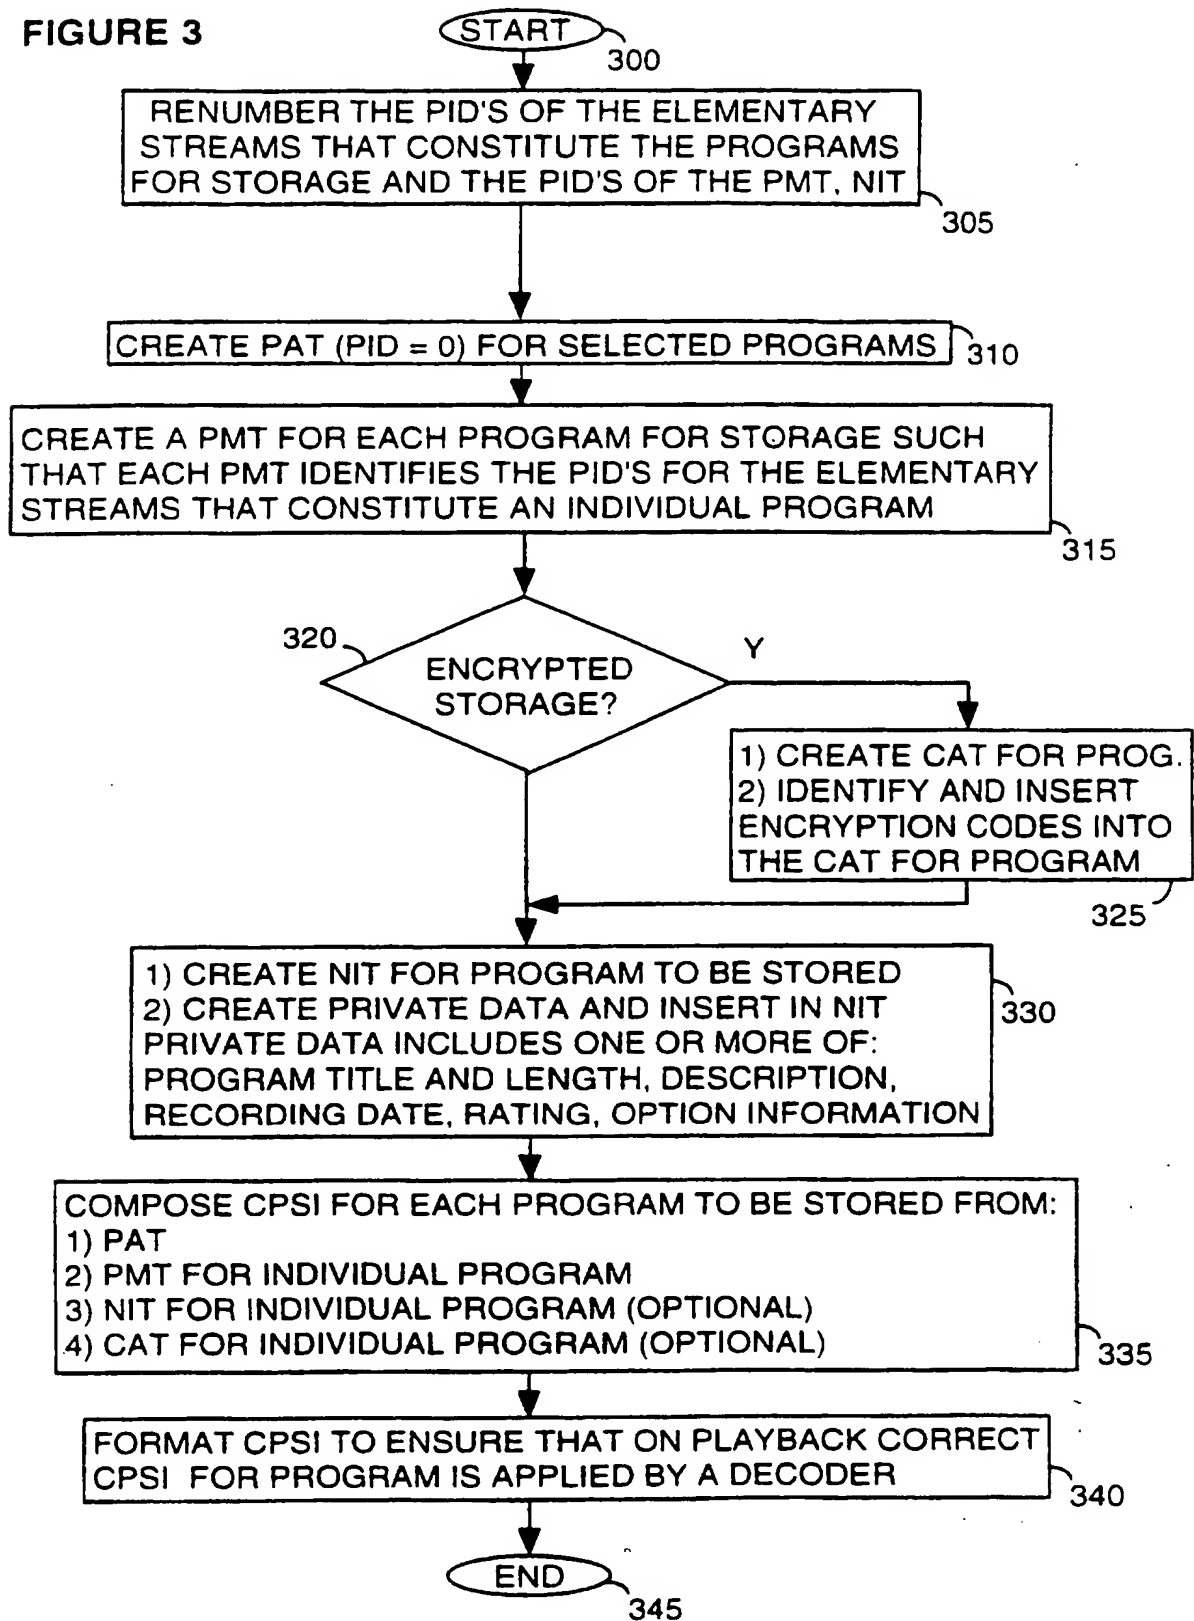 FIGURE 3
START
300
RENUMBER THE PID'S OF THE ELEMENTARY
STREAMS THAT CONSTITUTE THE PROGRAMS
FOR STORAGE AND THE PID'S OF THE PMT, NIT
305
CREATE PAT (PID = 0) FOR SELECTED PROGRAMS
310
CREATE A PMT FOR EACH PROGRAM FOR STORAGE SUCH
THAT EACH PMT IDENTIFIES THE PID'S FOR THE ELEMENTARY
STREAMS THAT CONSTITUTE AN INDIVIDUAL PROGRAM
315
320
ENCRYPTED
STORAGE?
Y
1) CREATE CAT FOR PROG.
2) IDENTIFY AND INSERT
ENCRYPTION CODES INTO
THE CAT FOR PROGRAM
325
1) CREATE NIT FOR PROGRAM TO BE STORED
2) CREATE PRIVATE DATA AND INSERT IN NIT
PRIVATE DATA INCLUDES ONE OR MORE OF:
PROGRAM TITLE AND LENGTH, DESCRIPTION,
RECORDING DATE, RATING, OPTION INFORMATION
330
COMPOSE CPSI FOR EACH PROGRAM TO BE STORED FROM:
1) PAT
2) PMT FOR INDIVIDUAL PROGRAM
3) NIT FOR INDIVIDUAL PROGRAM (OPTIONAL)
4) CAT FOR INDIVIDUAL PROGRAM (OPTIONAL)
335
FORMAT CPSI TO ENSURE THAT ON PLAYBACK CORRECT
CPSI FOR PROGRAM IS APPLIED BY A DECODER
340
END
345